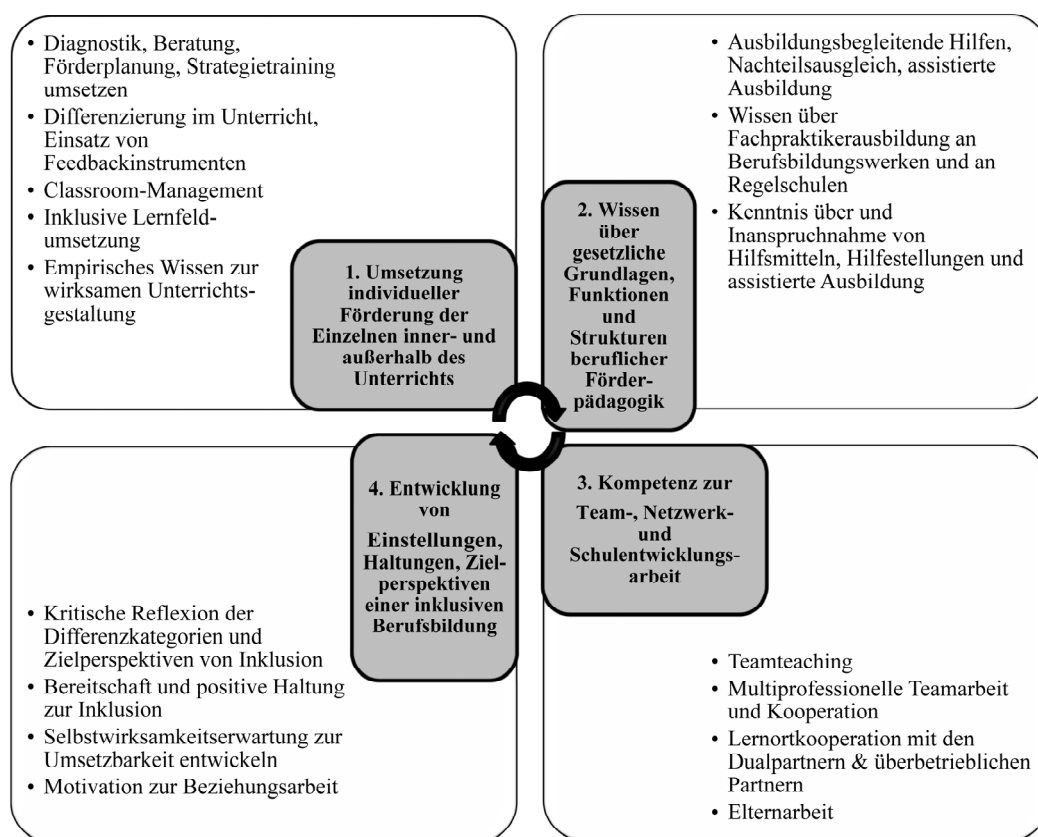 • Diagnostik, Beratung,
Förderplanung, Strategietraining
umsetzen
• Differenzierung im Unterricht,
Einsatz von
Feedbackinstrumenten
• Classroom-Management
• Inklusive Lernfeld-
umsetzung
• Empirisches Wissen zur
wirksamen Unterrichts-
gestaltung
1. Umsetzung
individueller
Förderung der
Einzelnen inner- und
außerhalb des
Unterrichts
• Ausbildungsbegleitende Hilfen,
Nachteilsausgleich, assistierte
Ausbildung
• Wissen über
Fachpraktikerausbildung an
Berufsbildungswerken und an
Regelschulen
• Kenntnis über und
Inanspruchnahme von
Hilfsmitteln, Hilfestellungen und
assistierte Ausbildung
2. Wissen
über
gesetzliche
Grundlagen,
Funktionen
und
Strukturen
beruflicher
Förder-
pädagogik
3. Kompetenz zur
Team-, Netzwerk-
und
Schulentwicklungs-
arbeit
• Teamteaching
• Multiprofessionelle Teamarbeit
und Kooperation
• Lernortkooperation mit den
Dualpartnern & überbetrieblichen
Partnern
• Elternarbeit
4. Entwicklung
von
Einstellungen,
Haltungen, Ziel-
perspektiven
einer inklusiven
Berufsbildung
• Kritische Reflexion der
Differenzkategorien und
Zielperspektiven von Inklusion
• Bereitschaft und positive Haltung
zur Inklusion
• Selbstwirksamkeitserwartung zur
Umsetzbarkeit entwickeln
• Motivation zur Beziehungsarbeit